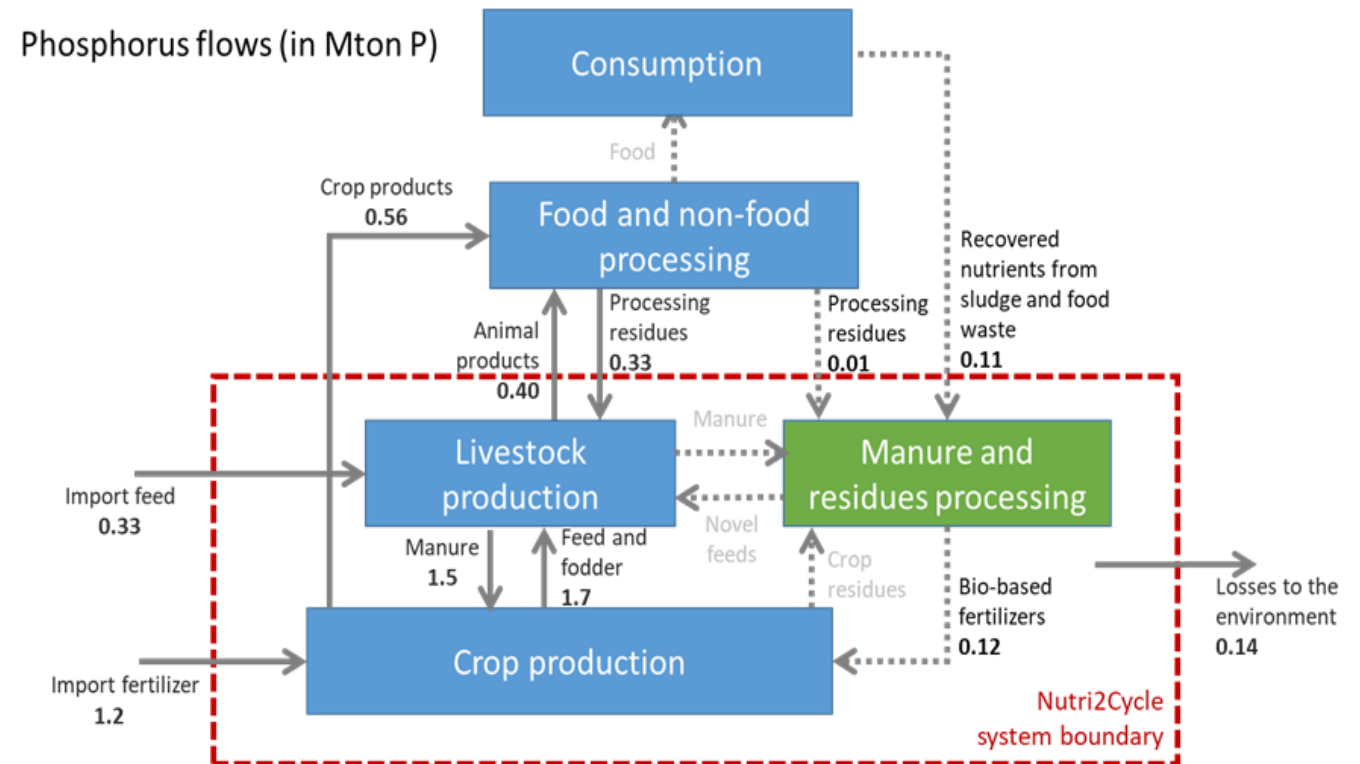 Phosphorus flows (in Mton P)
Consumption
Food
Crop products
0.56
Food and non-food
processing
Recovered
nutrients from
sludge and food
waste
0.11
Animal
products
0.40
Processing
residues
0.33
Processing
residues
0.01
Livestock
production
Manure
Novel
feeds
Manure and
residues processing
Import feed
0.33
Manure
1.5
Feed and
fodder
1.7
Crop
residues
Bio-based
fertilizers
0.12
Losses to the
environment
0.14
Crop production
Import fertilizer
1.2
Nutri2Cycle
system boundary